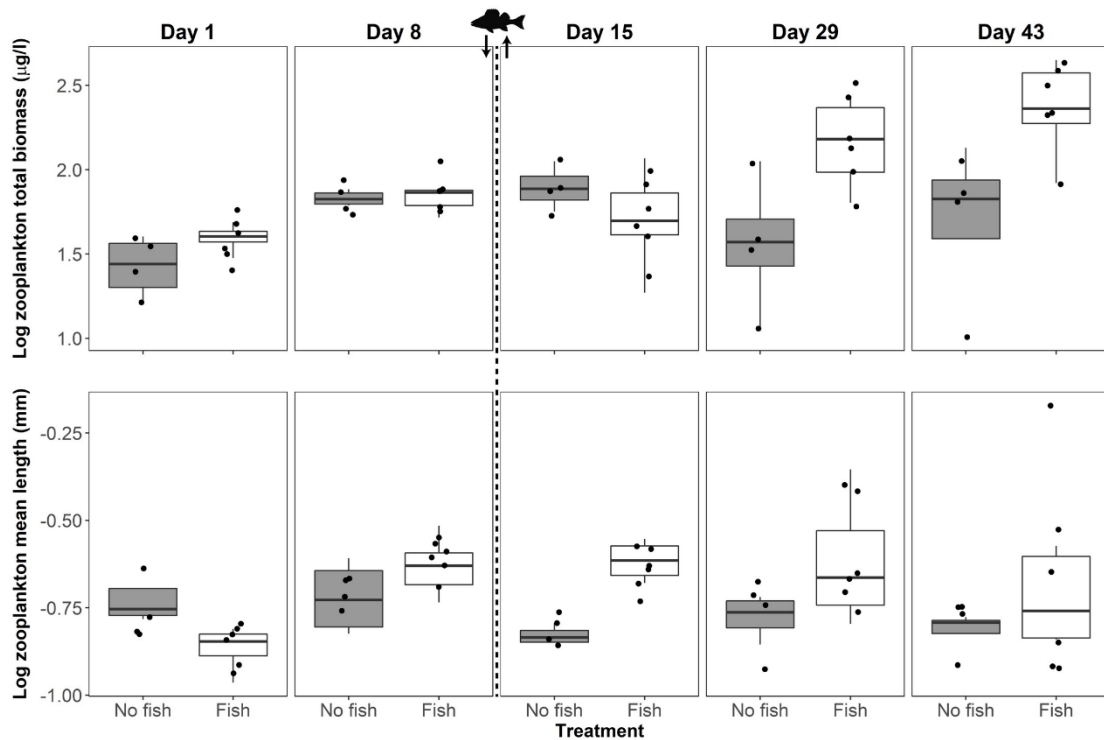 Day 1 Day 8 Day 15 Day 29 Day 43
Log zooplankton total biomass (μg/l)
2.5
2.0
1.5
1.0
Log zooplankton mean length (mm)
-0.25
-0.50
-0.75
-1.00
No fish Fish No fish Fish No fish Fish No fish Fish No fish Fish
Treatment